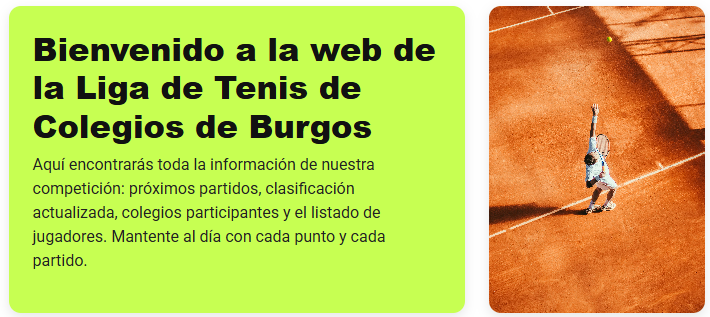 Bienvenido a la web de
la Liga de Tenis de
Colegios de Burgos
Aquí encontrarás toda la información de nuestra
competición: próximos partidos, clasificación
actualizada, colegios participantes y el listado de
jugadores. Mantente al día con cada punto y cada
partido.